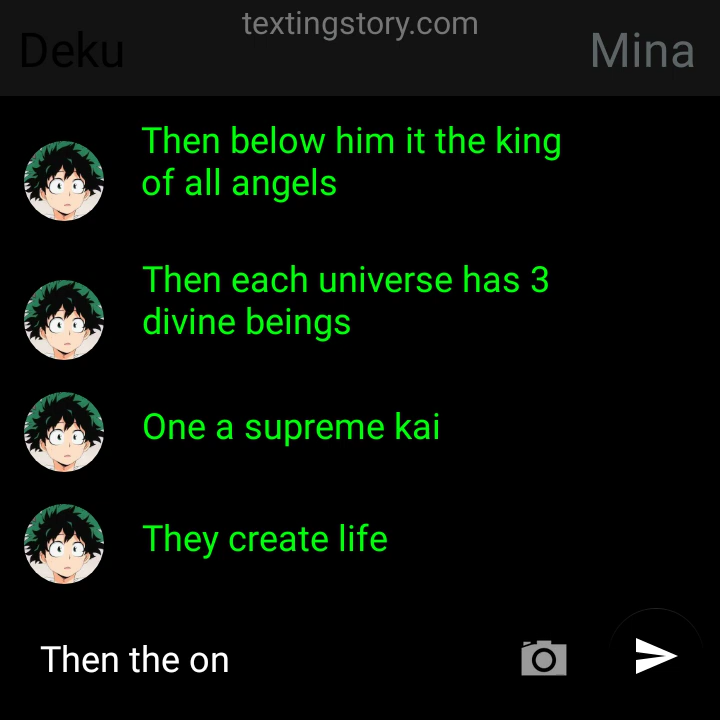 textingstory.com
Deku
Mina
Then below him it the king
of all angels
Then each universe has 3
divine beings
One a supreme kai
They create life
Then the on